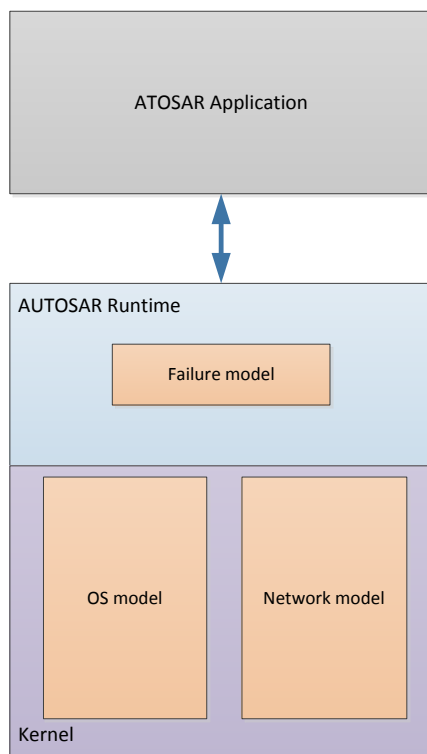 ATOSAR Application
AUTOSAR Runtime
Failure model
OS model
Network model
Kernel